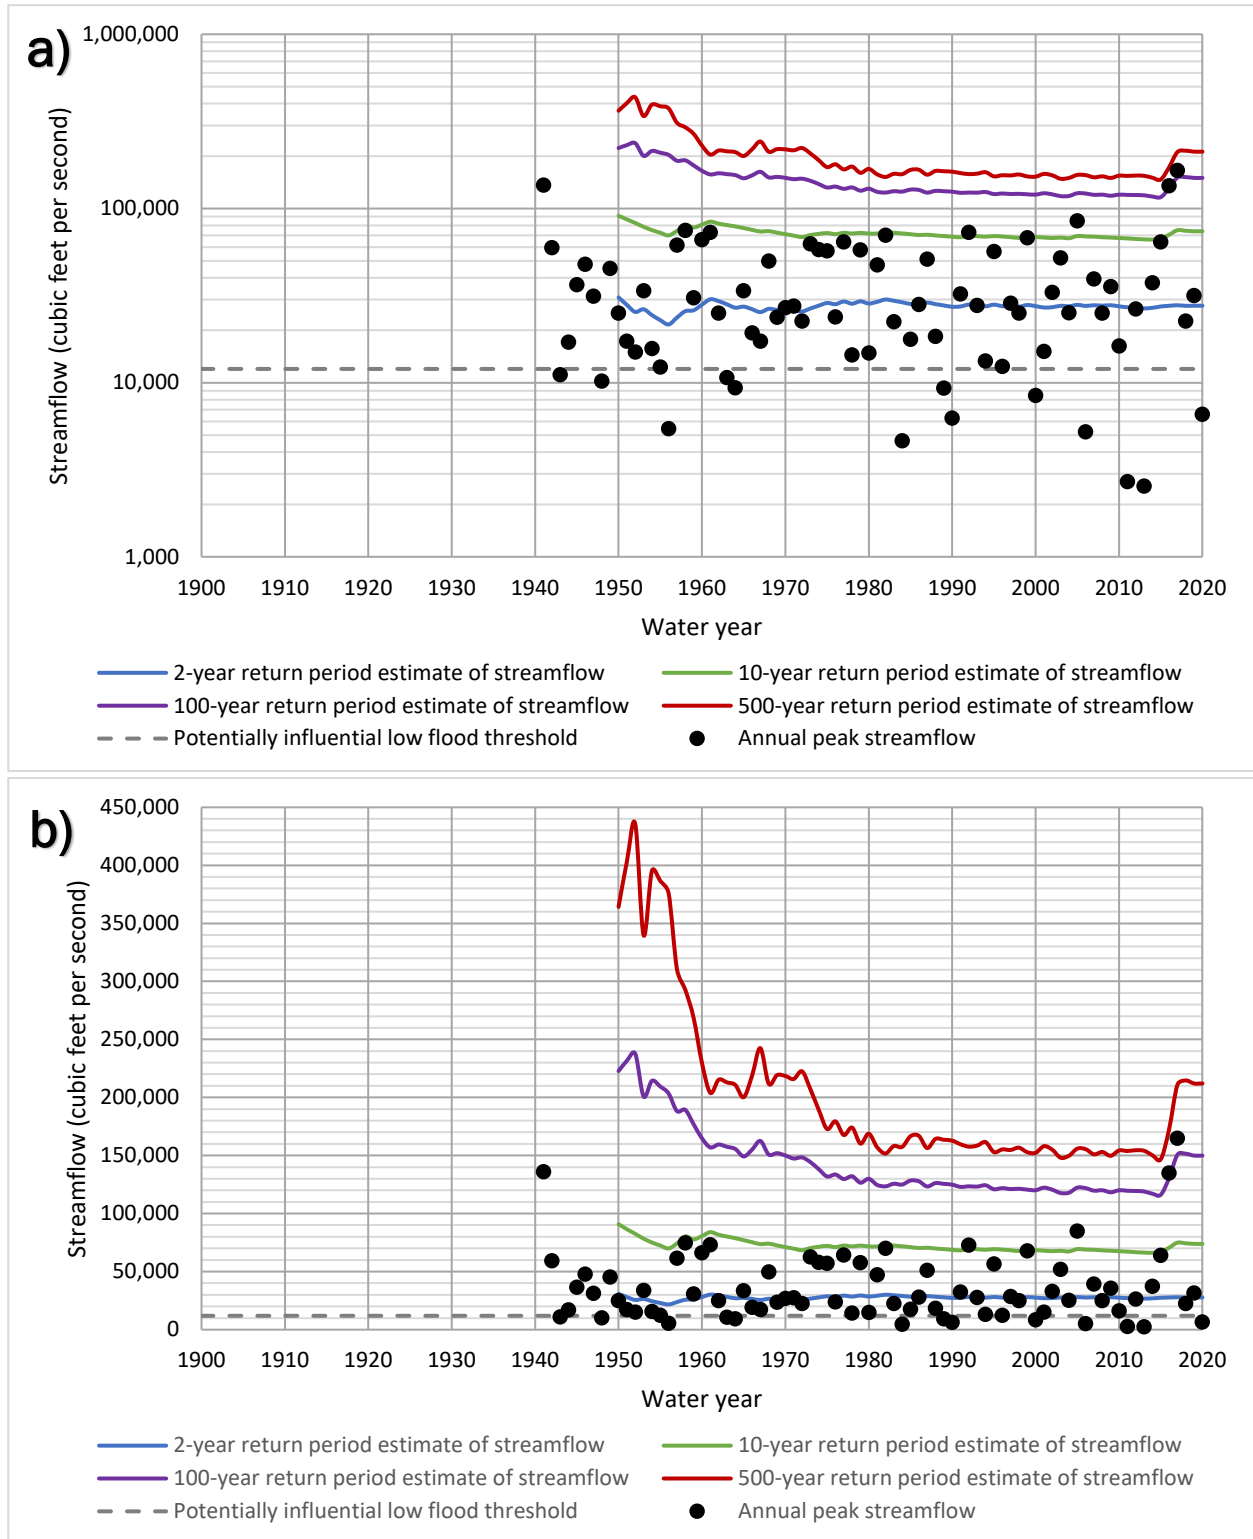 a)
1,000,000
100,000
10,000
1,000
Streamflow (cubic feet per second)
1900 1910 1920 1930 1940 1950 1960 1970 1980 1990 2000 2010 2020
Water year
2-year return period estimate of streamflow
10-year return period estimate of streamflow
100-year return period estimate of streamflow
500-year return period estimate of streamflow
Potentially influential low flood threshold
Annual peak streamflow
b)
450,000
400,000
350,000
300,000
250,000
200,000
150,000
100,000
50,000
0
Streamflow (cubic feet per second)
1900 1910 1920 1930 1940 1950 1960 1970 1980 1990 2000 2010 2020
Water year
2-year return period estimate of streamflow
10-year return period estimate of streamflow
100-year return period estimate of streamflow
500-year return period estimate of streamflow
Potentially influential low flood threshold
Annual peak streamflow